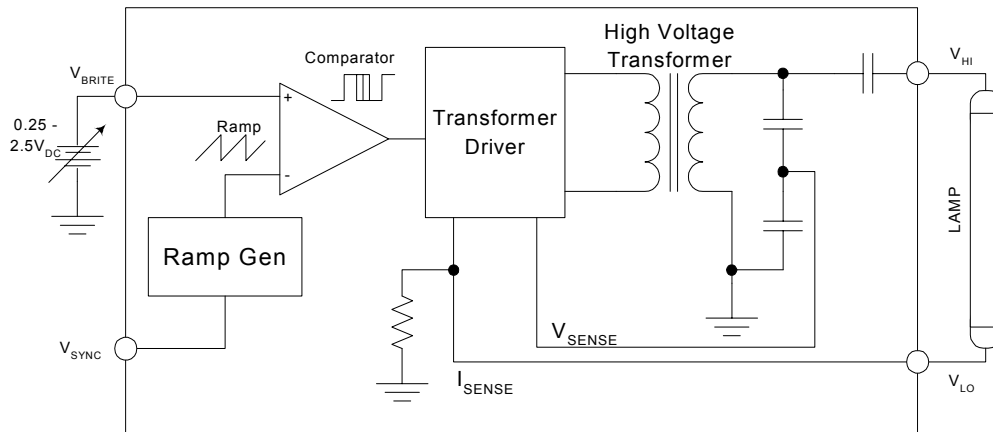 High Voltage
Transformer
V_BRITE
Comparator
V_HI
0.25 -
2.5V_DC
+
Ramp
-
Transformer
Driver
LAMP
Ramp Gen
V_SYNC
V_SENSE
I_SENSE
V_LO